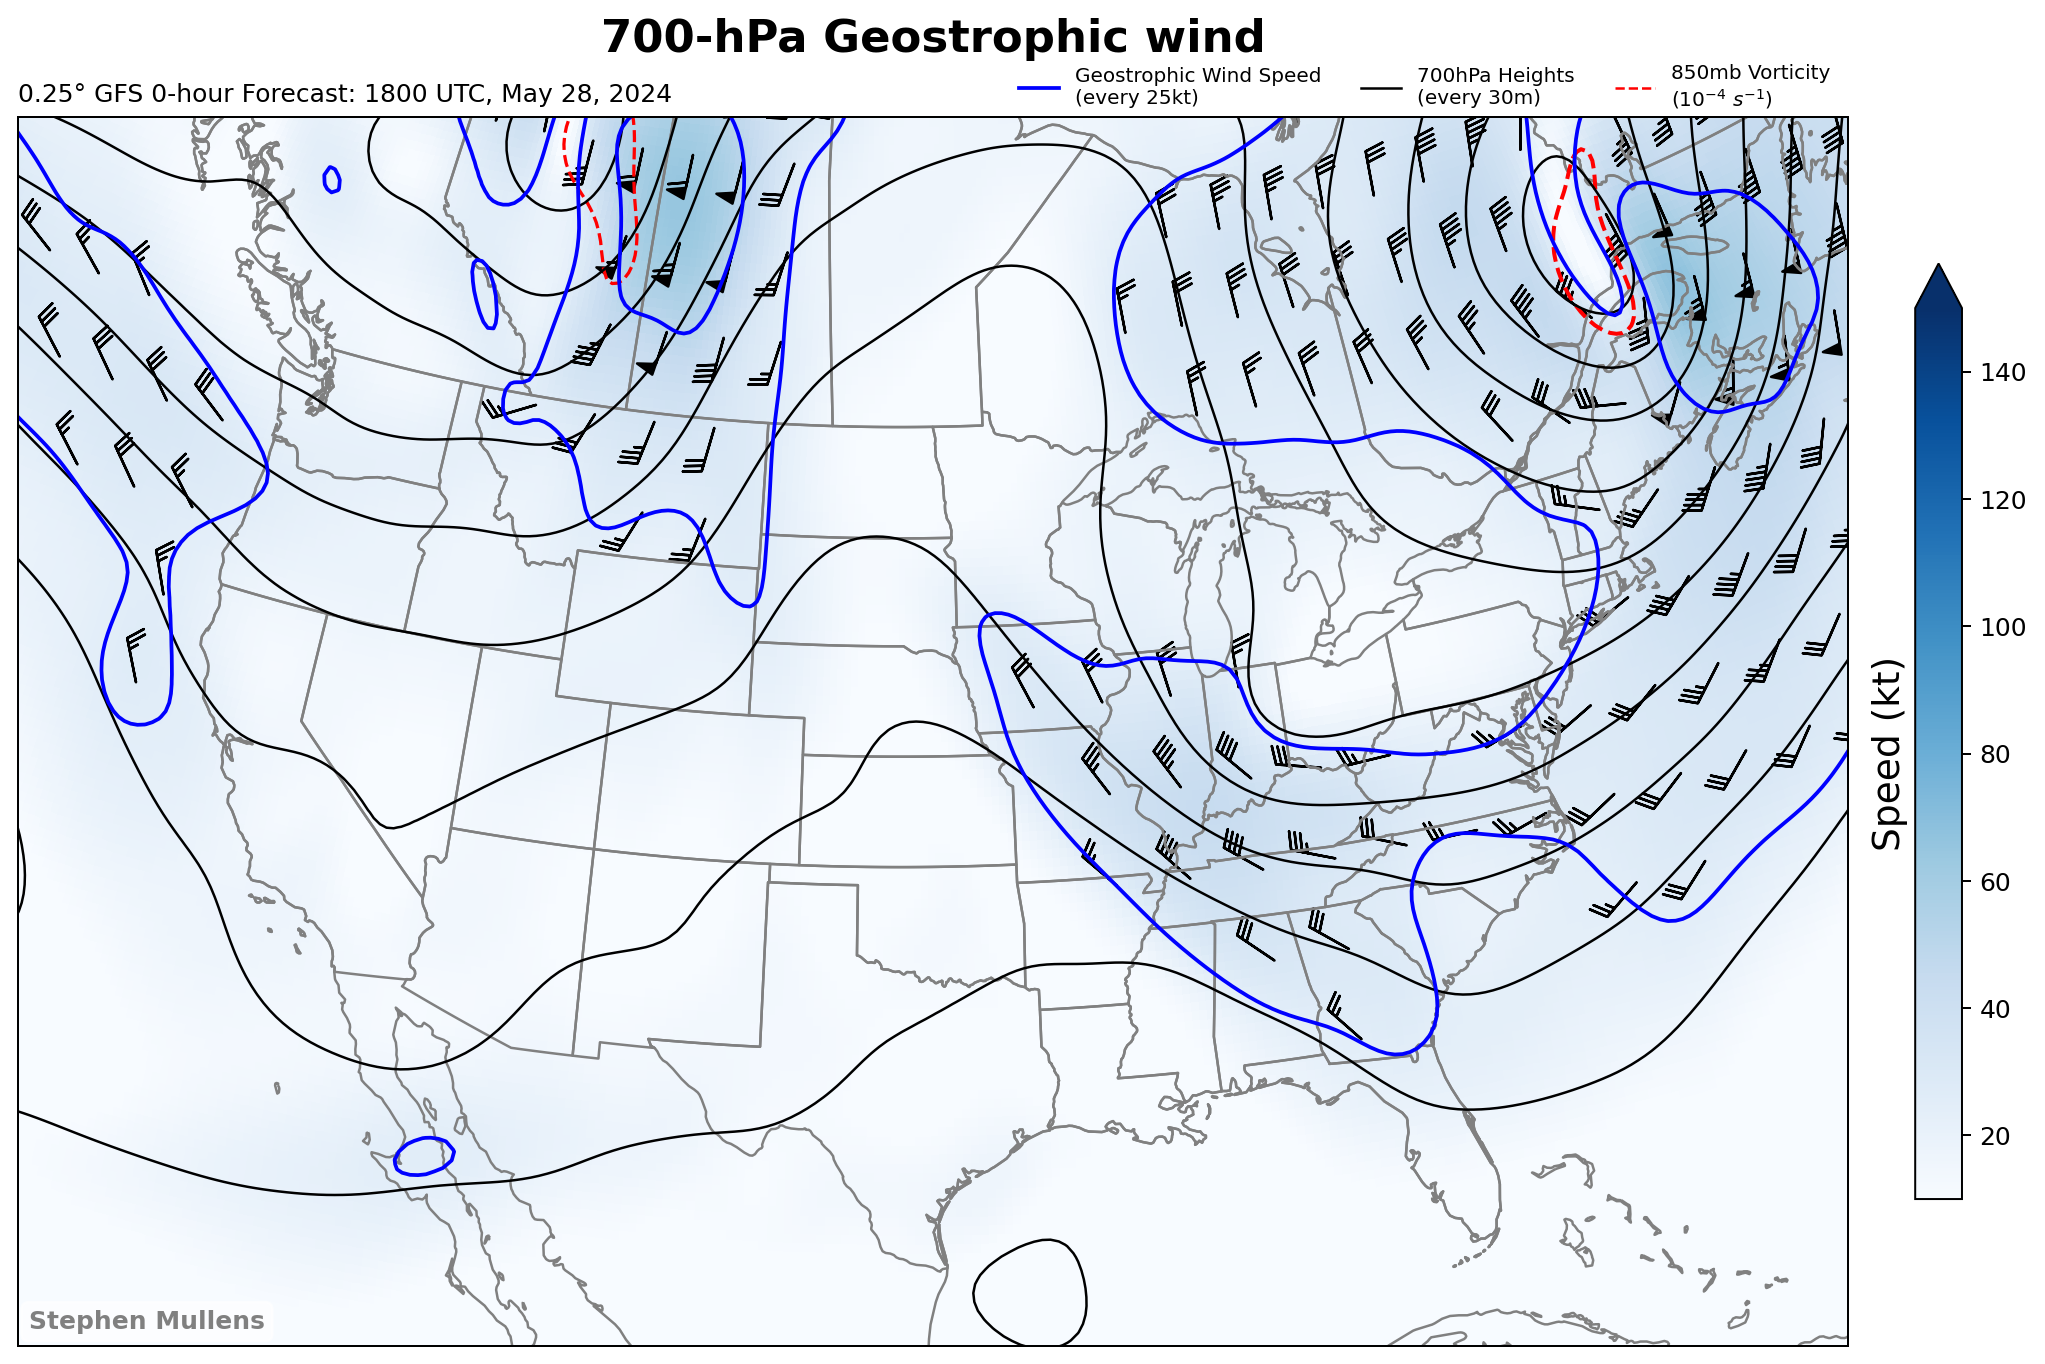 700-hPa Geostrophic wind
0.25° GFS 0-hour Forecast: 1800 UTC, May 28, 2024
Geostrophic Wind Speed
(every 25kt)
700hPa Heights
(every 30m)
850mb Vorticity
(10⁻⁴ s⁻¹)
140
120
100
80
60
40
20
Speed (kt)
Stephen Mullens